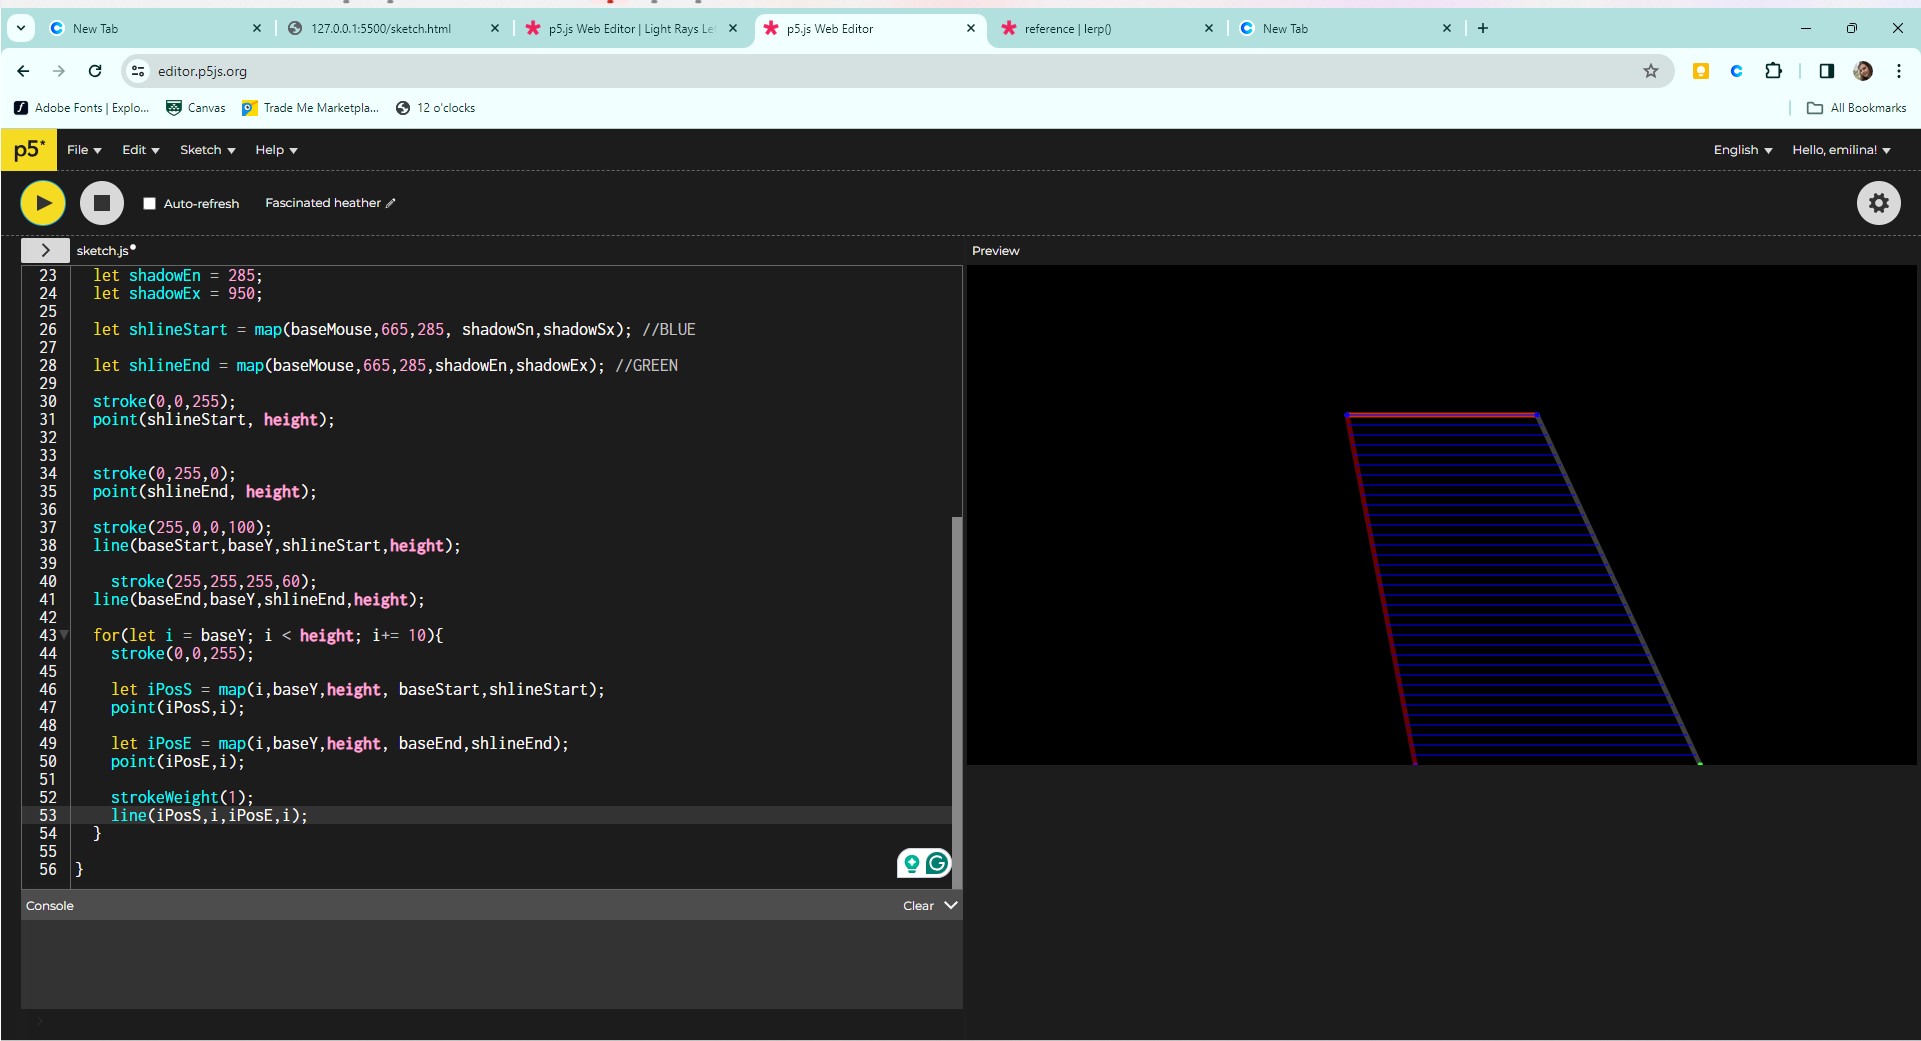 New Tab
127.0.0.1:5500/sketch.html
p5.js Web Editor | Light Rays Le
p5.js Web Editor
reference | lerp()
New Tab
editor.p5js.org
Adobe Fonts | Explo...
Canvas
Trade Me Marketpla...
12 o'clocks
All Bookmarks
p5*
File
Edit
Sketch
Help
English
Hello, emilina!
Auto-refresh
Fascinated heather
sketch.js
Preview
23 let shadowEn = 285;
24 let shadowEx = 950;
25
26 let shlineStart = map(baseMouse,665,285, shadowSn,shadowSx); //BLUE
27
28 let shlineEnd = map(baseMouse,665,285,shadowEn,shadowEx); //GREEN
29
30 stroke(0,0,255);
31 point(shlineStart, height);
32
33
34 stroke(0,255,0);
35 point(shlineEnd, height);
36
37 stroke(255,0,0,100);
38 line(baseStart,baseY,shlineStart,height);
39
40 stroke(255,255,255,60);
41 line(baseEnd,baseY,shlineEnd,height);
42
43 for(let i = baseY; i < height; i+= 10){
44 stroke(0,0,255);
45
46 let iPosS = map(i,baseY,height, baseStart,shlineStart);
47 point(iPosS,i);
48
49 let iPosE = map(i,baseY,height, baseEnd,shlineEnd);
50 point(iPosE,i);
51
52 strokeWeight(1);
53 line(iPosS,i,iPosE,i);
54 }
55
56 }
Console
Clear